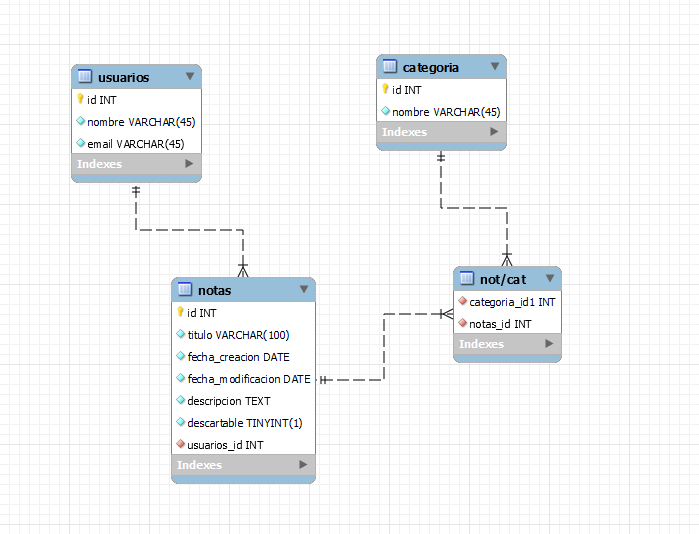 usuarios
id INT
nombre VARCHAR(45)
email VARCHAR(45)
Indexes
categoria
id INT
nombre VARCHAR(45)
Indexes
notas
id INT
titulo VARCHAR(100)
fecha_creacion DATE
fecha_modificacion DATE
descripcion TEXT
descartable TINYINT(1)
usuarios_id INT
Indexes
not/cat
categoria_id1 INT
notas_id INT
Indexes